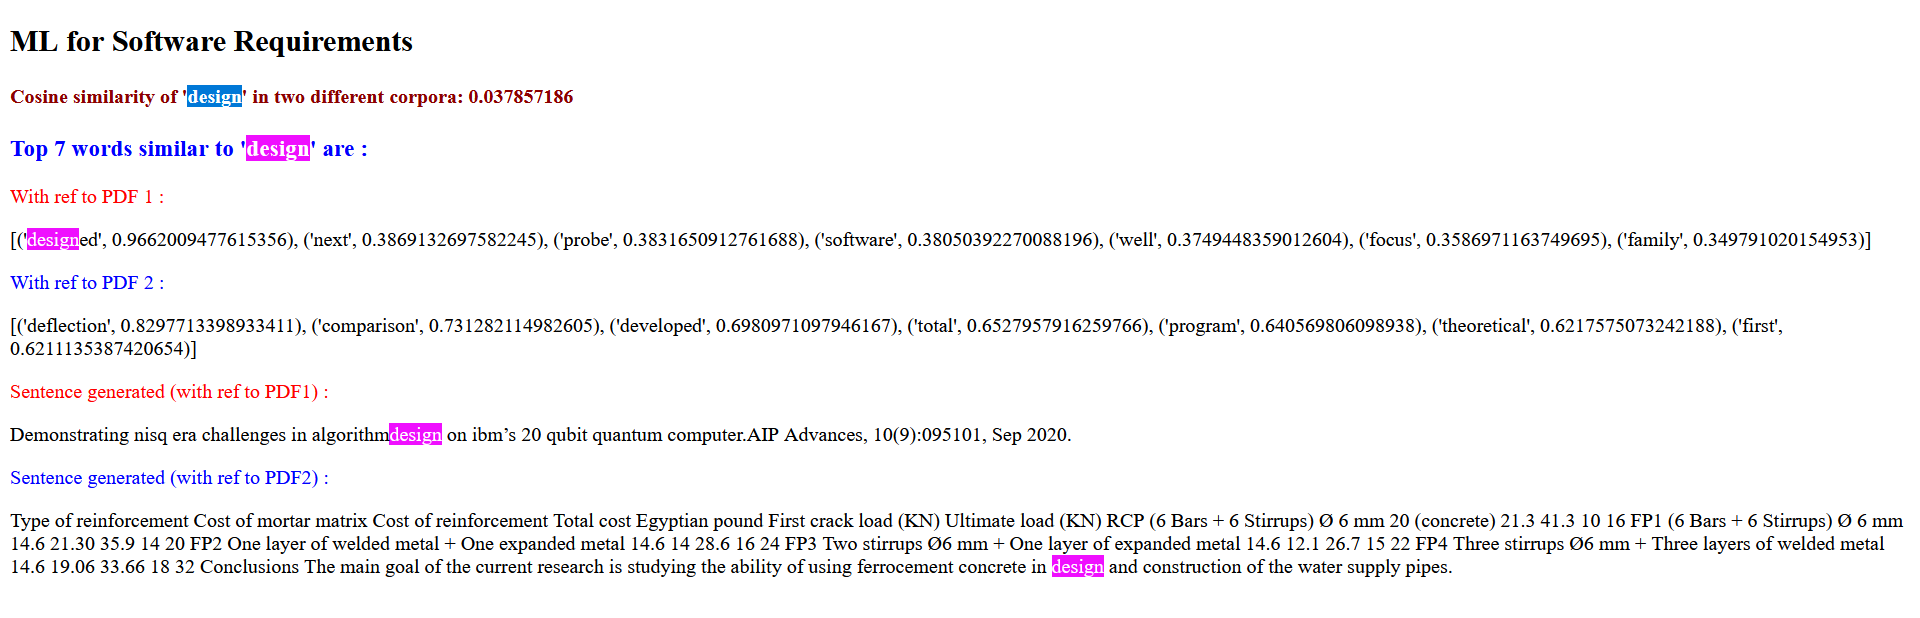 ML for Software Requirements
Cosine similarity of 'design' in two different corpora: 0.037857186
Top 7 words similar to 'design' are :
With ref to PDF 1 :
[('designed', 0.9662009477615356), ('next', 0.3869132697582245), ('probe', 0.3831650912761688), ('software', 0.38050392270088196), ('well', 0.3749448359012604), ('focus', 0.3586971163749695), ('family', 0.349791020154953)]
With ref to PDF 2 :
[('deflection', 0.8297713398933411), ('comparison', 0.731282114982605), ('developed', 0.6980971097946167), ('total', 0.6527957916259766), ('program', 0.640569806098938), ('theoretical', 0.6217575073242188), ('first',
0.6211135387420654)]
Sentence generated (with ref to PDF1) :
Demonstrating nisq era challenges in algorithmdesign on ibm’s 20 qubit quantum computer.AIP Advances, 10(9):095101, Sep 2020.
Sentence generated (with ref to PDF2) :
Type of reinforcement Cost of mortar matrix Cost of reinforcement Total cost Egyptian pound First crack load (KN) Ultimate load (KN) RCP (6 Bars + 6 Stirrups) Ø 6 mm 20 (concrete) 21.3 41.3 10 16 FP1 (6 Bars + 6 Stirrups) Ø 6 mm
14.6 21.30 35.9 14 20 FP2 One layer of welded metal + One expanded metal 14.6 14 28.6 16 24 FP3 Two stirrups Ø6 mm + One layer of expanded metal 14.6 12.1 26.7 15 22 FP4 Three stirrups Ø6 mm + Three layers of welded metal
14.6 19.06 33.66 18 32 Conclusions The main goal of the current research is studying the ability of using ferrocement concrete in design and construction of the water supply pipes.